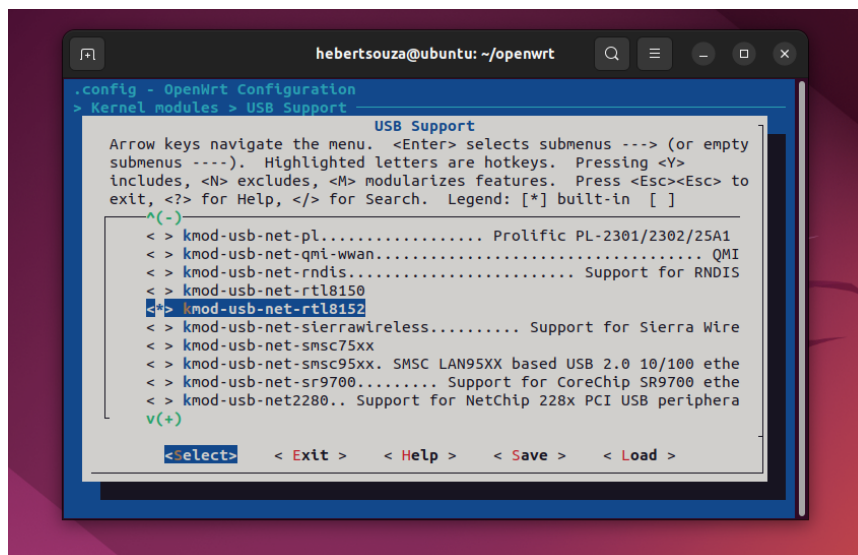 hebertsouza@ubuntu: ~/openwrt
.config - OpenWrt Configuration
> Kernel modules > USB Support
USB Support
Arrow keys navigate the menu. <Enter> selects submenus ---> (or empty
submenus ----). Highlighted letters are hotkeys. Pressing <Y>
includes, <N> excludes, <M> modularizes features. Press <Esc><Esc> to
exit, <?> for Help, </> for Search. Legend: [*] built-in [ ]
^(-)
< > kmod-usb-net-pl.................. Prolific PL-2301/2302/25A1
< > kmod-usb-net-qmi-wwan.................................... QMI
< > kmod-usb-net-rndis.......................... Support for RNDIS
< > kmod-usb-net-rtl8150
<*> kmod-usb-net-rtl8152
< > kmod-usb-net-sierrawireless.......... Support for Sierra Wire
< > kmod-usb-net-smsc75xx
< > kmod-usb-net-smsc95xx. SMSC LAN95XX based USB 2.0 10/100 ethe
< > kmod-usb-net-sr9700......... Support for CoreChip SR9700 ethe
< > kmod-usb-net2280.. Support for NetChip 228x PCI USB periphera
v(+)
<Select> < Exit > < Help > < Save > < Load >